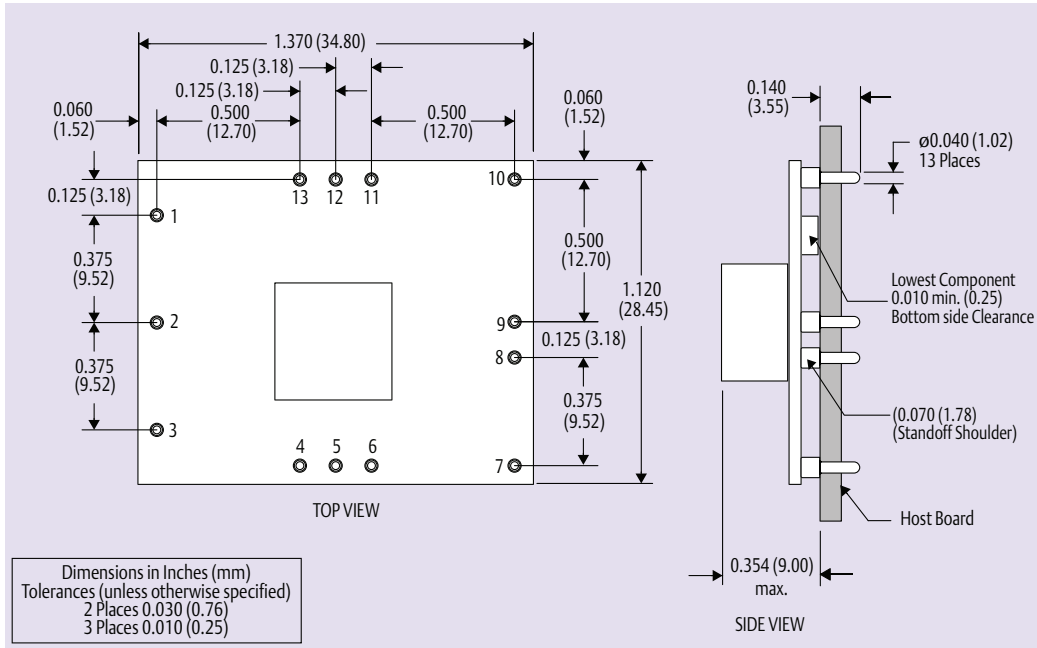 1.370 (34.80)
0.125 (3.18)
0.125 (3.18)
0.060
(1.52)
0.500
(12.70)
0.500
(12.70)
0.060
(1.52)
0.125 (3.18)
13
12
11
10
1
0.375
(9.52)
0.500
(12.70)
1.120
(28.45)
2
9
0.125 (3.18)
8
0.375
(9.52)
0.375
(9.52)
3
4
5
6
7
TOP VIEW
0.140
(3.55)
ø0.040 (1.02)
13 Places
Lowest Component
0.010 min. (0.25)
Bottom side Clearance
(0.070 (1.78)
(Standoff Shoulder)
Host Board
0.354 (9.00)
max.
SIDE VIEW
Dimensions in Inches (mm)
Tolerances (unless otherwise specified)
2 Places 0.030 (0.76)
3 Places 0.010 (0.25)